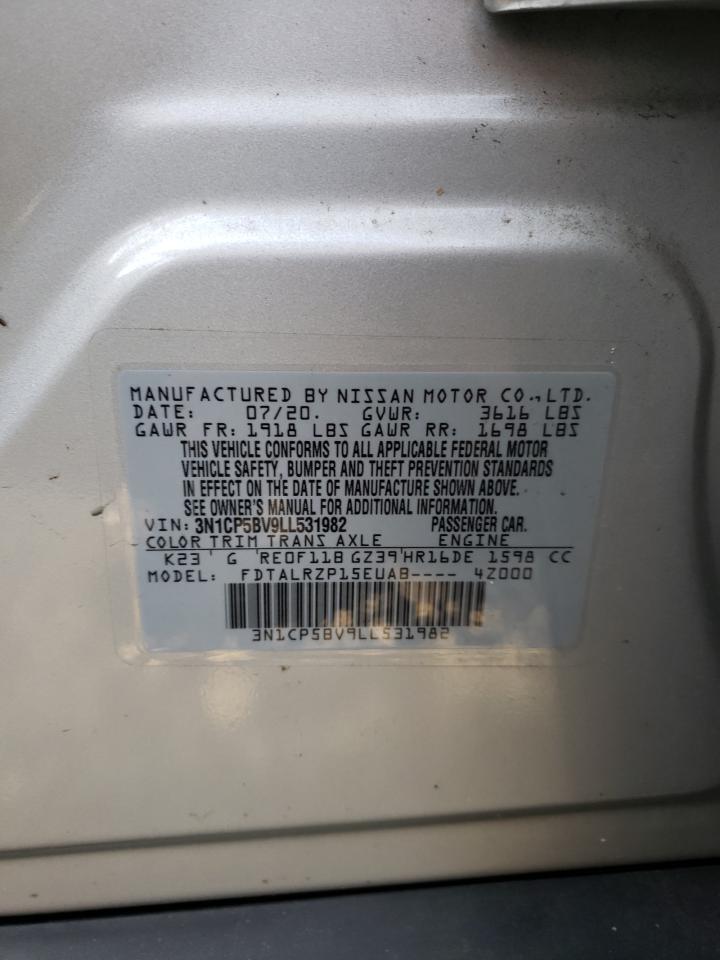 MANUFACTURED BY NISSAN MOTOR CO., LTD.
DATE: 07/20. GVWR: 3616 LBS
GAWR FR: 1918 LBS GAWR RR: 1698 LBS
THIS VEHICLE CONFORMS TO ALL APPLICABLE FEDERAL MOTOR
VEHICLE SAFETY, BUMPER AND THEFT PREVENTION STANDARDS
IN EFFECT ON THE DATE OF MANUFACTURE SHOWN ABOVE.
SEE OWNER'S MANUAL FOR ADDITIONAL INFORMATION.
VIN: 3N1CP5BV9LL531982 PASSENGER CAR.
COLOR TRIM TRANS AXLE ENGINE
K23 G 'RE0F11B GZ39'HR16DE 1598 CC
MODEL: FDTALRZP15EUAB---- 4Z000
3N1CP5BV9LL531982